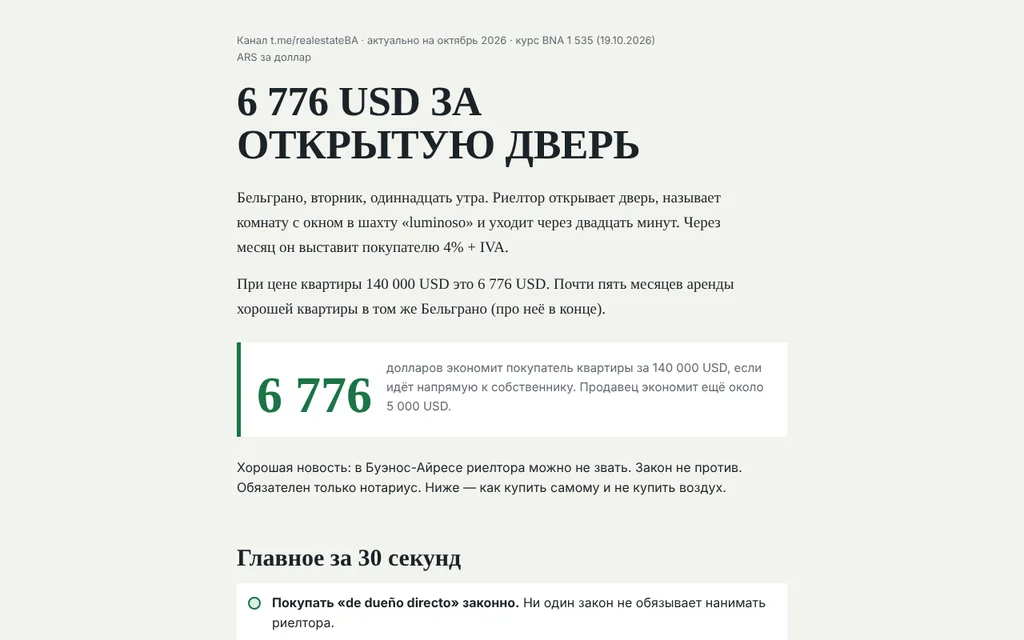 Канал t.me/realestateBA · актуально на октябрь 2026 · курс BNA 1 535 (19.10.2026)
ARS за доллар
6 776 USD ЗА
ОТКРЫТУЮ ДВЕРЬ
Бельграно, вторник, одиннадцать утра. Риелтор открывает дверь, называет
комнату с окном в шахту «luminoso» и уходит через двадцать минут. Через
месяц он выставит покупателю 4% + IVA.
При цене квартиры 140 000 USD это 6 776 USD. Почти пять месяцев аренды
хорошей квартиры в том же Бельграно (про неё в конце).
6 776
долларов экономит покупатель квартиры за 140 000 USD, если
идёт напрямую к собственнику. Продавец экономит ещё около
5 000 USD.
Хорошая новость: в Буэнос-Айресе риелтора можно не звать. Закон не против.
Обязателен только нотариус. Ниже — как купить самому и не купить воздух.
Главное за 30 секунд
Покупать «de dueño directo» законно. Ни один закон не обязывает нанимать
риелтора.